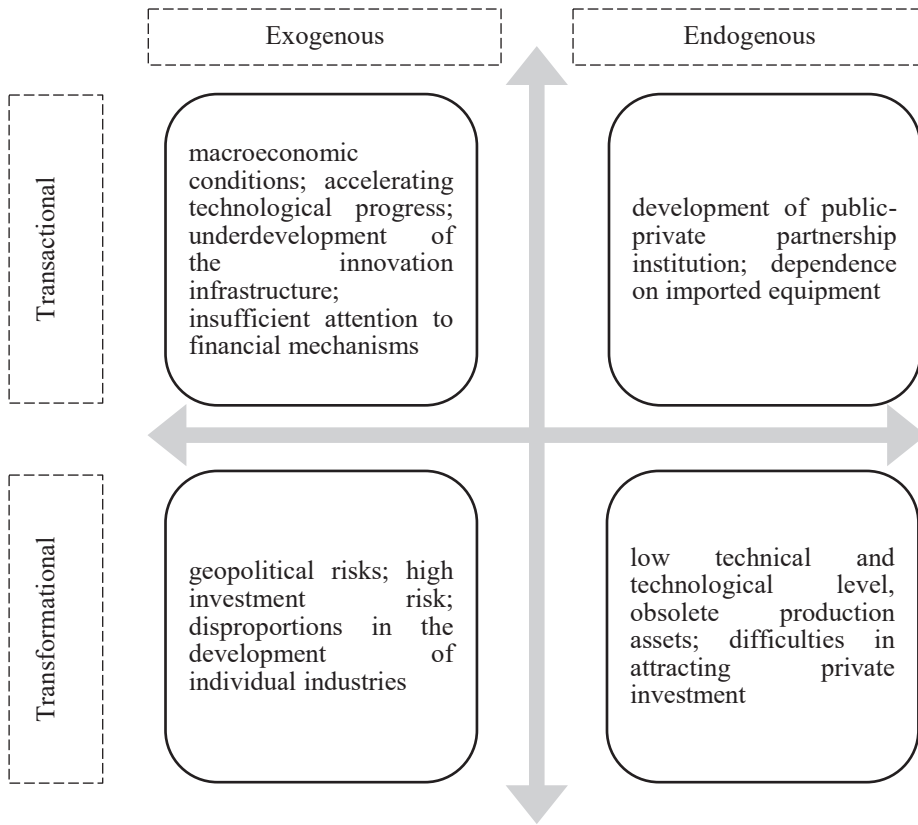 Exogenous
Endogenous
Transactional
macroeconomic
conditions; accelerating
technological progress;
underdevelopment of
the innovation
infrastructure;
insufficient attention to
financial mechanisms
development of public-
private partnership
institution; dependence
on imported equipment
Transformational
geopolitical risks; high
investment risk;
disproportions in the
development of
individual industries
low technical and
technological level,
obsolete production
assets; difficulties in
attracting private
investment